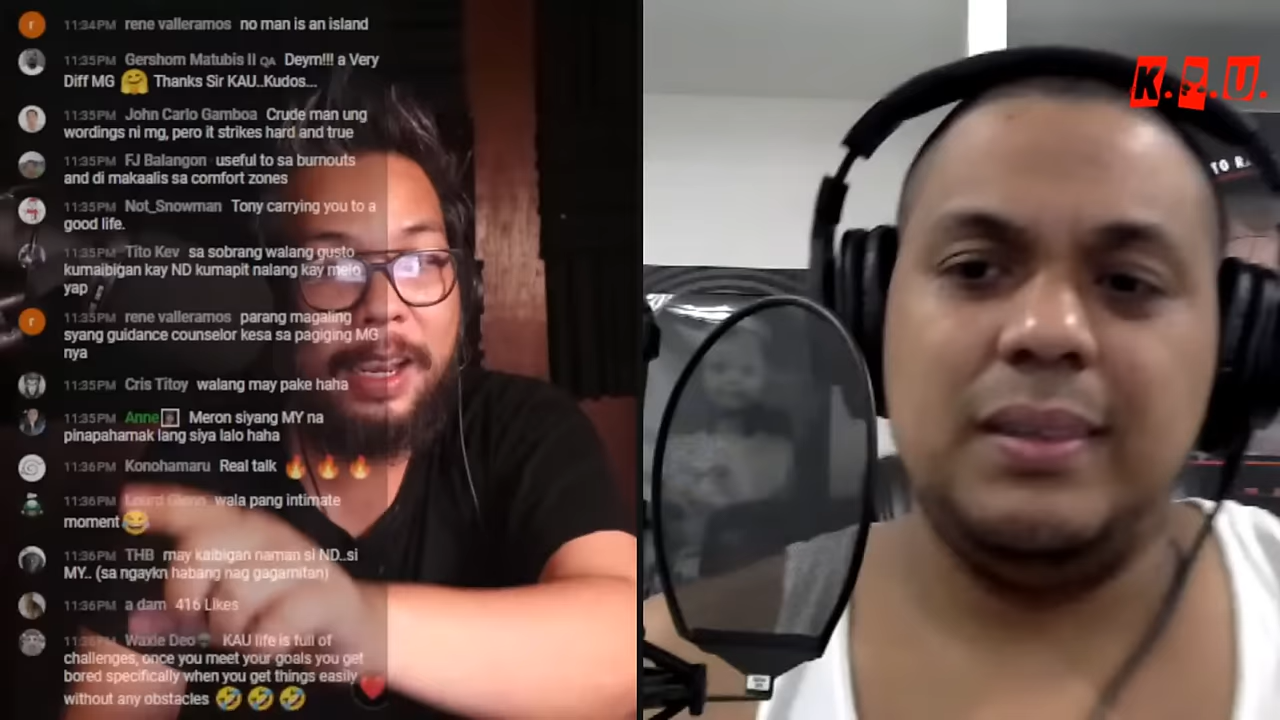 11:34PM rene valleramos no man is an island
11:35PM Gershom Matubis II QA Deym!!! a Very
Diff MG 🤗 Thanks Sir KAU..Kudos...
11:35PM John Carlo Gamboa Crude man ung
wordings ni mg, pero it strikes hard and true
11:35PM FJ Balangon useful to sa burnouts
and di makaalis sa comfort zones
11:35PM Not_Snowman Tony carrying you to a
good life.
11:35PM Tito Kev sa sobrang walang gusto
kumaibigan kay ND kumapit nalang kay melo
yap
11:35PM rene valleramos parang magaling
syang guidance counselor kesa sa pagiging MG
nya
11:35PM Cris Titoy walang may pake haha
11:35PM Anne Meron siyang MY na
pinapahamak lang siya lalo haha
11:36PM Konohamaru Real talk 🔥 🔥 🔥
11:36PM Lourd Glenn wala pang intimate
moment 😂
11:36PM THB may kaibigan naman si ND..si
MY.. (sa ngaykn habang nag gagamitan)
11:36PM a dam 416 Likes
11:36PM Waxie Deo KAU life is full of
challenges, once you meet your goals you get
bored specifically when you get things easily
without any obstacles 🤣 🤣 🤣
K.A.U.
TO RA